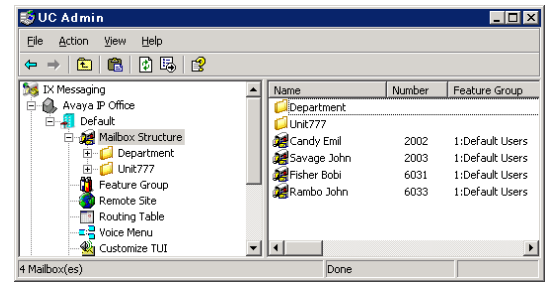 UC Admin
File Action View Help
IX Messaging
Avaya IP Office
Default
Mailbox Structure
Department
Unit777
Feature Group
Remote Site
Routing Table
Voice Menu
Customize TUI
Name Number Feature Group
Department
Unit777
Candy Emil 2002 1:Default Users
Savage John 2003 1:Default Users
Fisher Bobi 6031 1:Default Users
Rambo John 6033 1:Default Users
4 Mailbox(es) Done